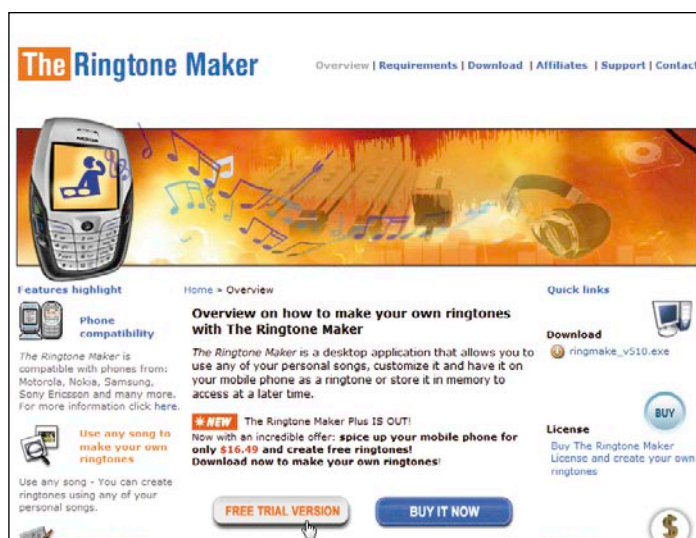 The Ringtone Maker
Overview | Requirements | Download | Affiliates | Support | Contact
NOKIA
Features highlight
Phone
compatibility
The Ringtone Maker is
compatible with phones from:
Motorola, Nokia, Samsung,
Sony Ericsson and many more.
For more information click here.
Use any song to
make your own
ringtones
Use any song - You can create
ringtones using any of your
personal songs.
Home » Overview
Overview on how to make your own ringtones
with The Ringtone Maker
The Ringtone Maker is a desktop application that allows you to
use any of your personal songs, customize it and have it on
your mobile phone as a ringtone or store it in memory to
access at a later time.
NEW The Ringtone Maker Plus IS OUT!
Now with an incredible offer: spice up your mobile phone for
only $16.49 and create free ringtones!
Download now to make your own ringtones!
FREE TRIAL VERSION
BUY IT NOW
Quick links
Download
ringmake_v510.exe
BUY
License
Buy The Ringtone Maker
License and create your own
ringtones
$